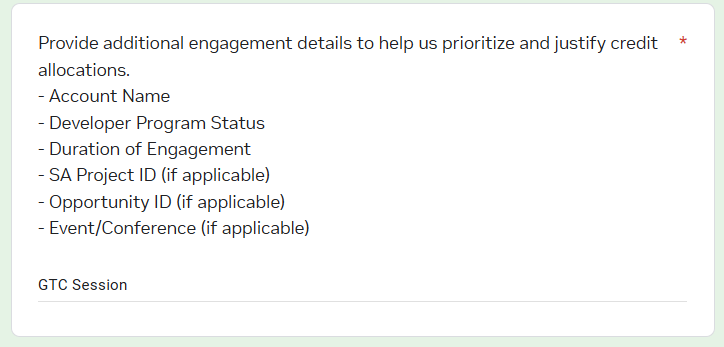 Provide additional engagement details to help us prioritize and justify credit *
allocations.
- Account Name
- Developer Program Status
- Duration of Engagement
- SA Project ID (if applicable)
- Opportunity ID (if applicable)
- Event/Conference (if applicable)
GTC Session